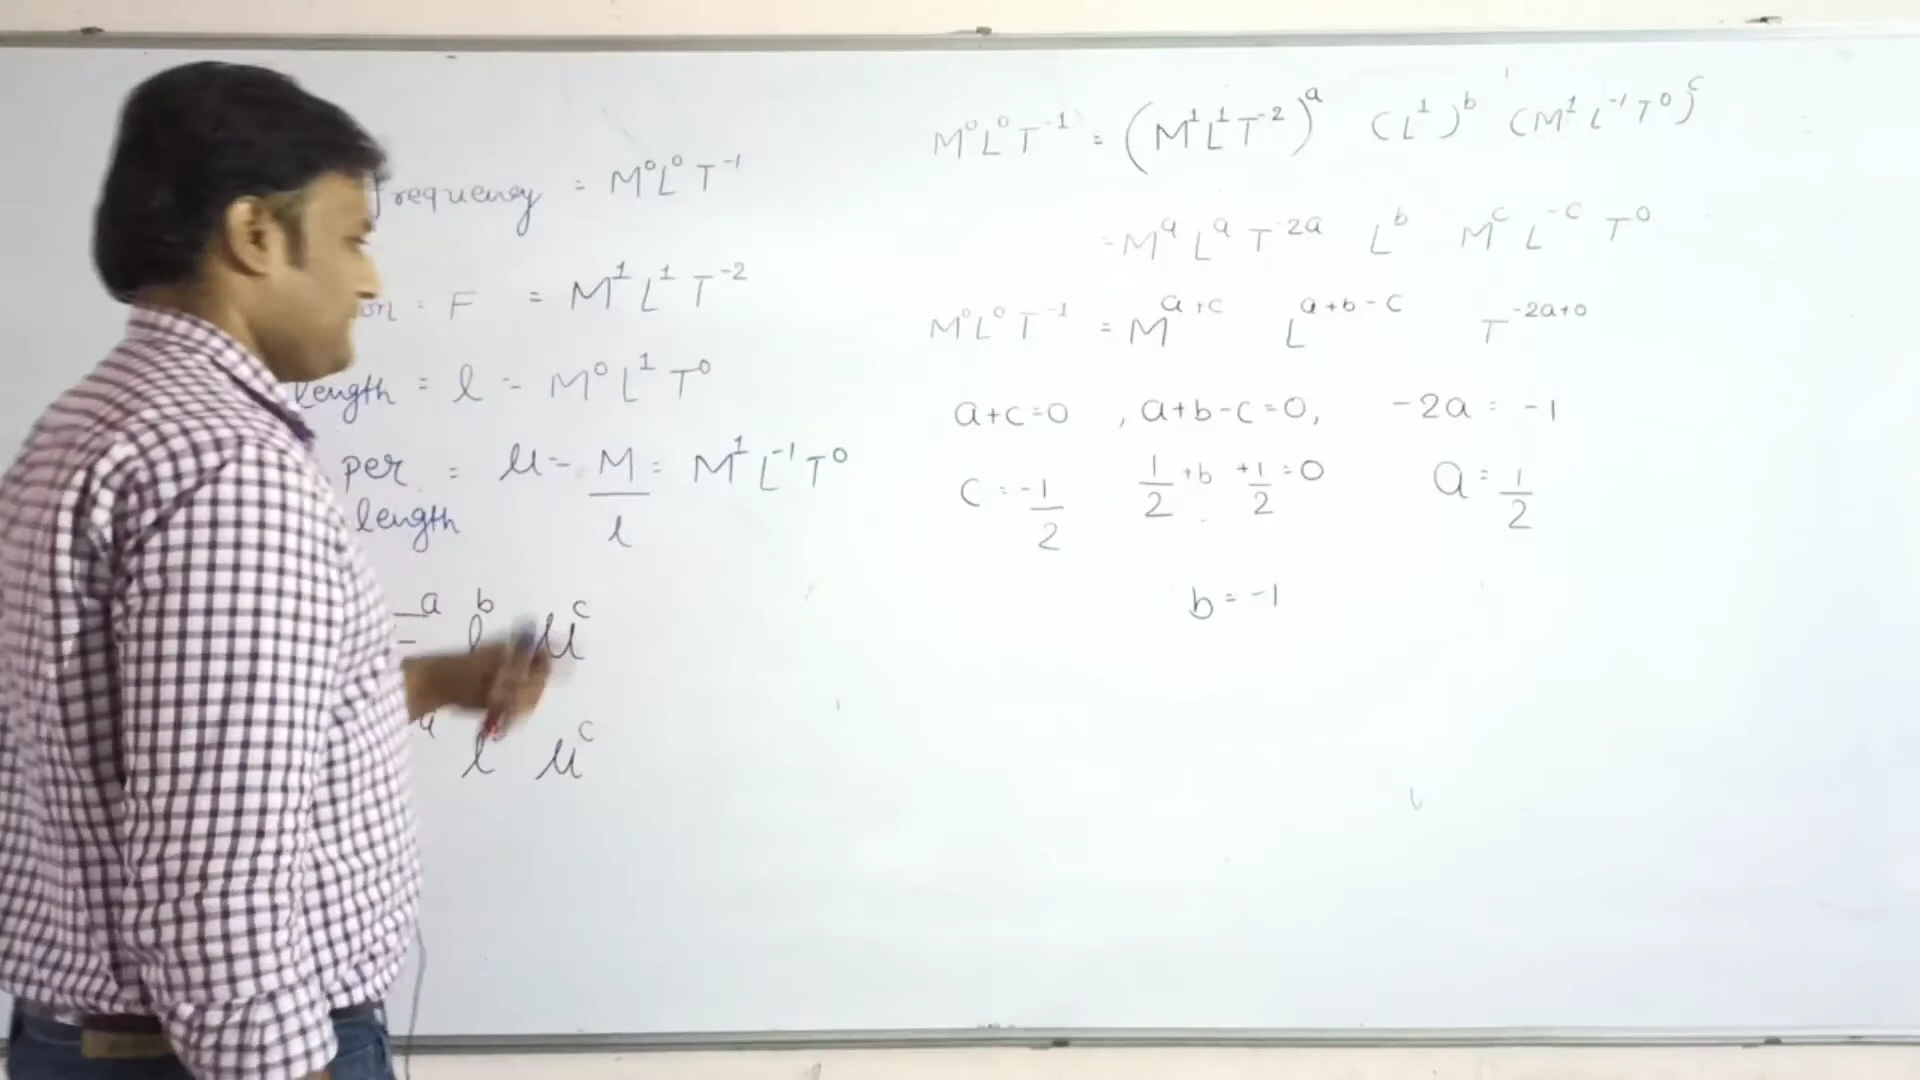 frequency = M⁰L⁰T⁻¹
= F = M¹L¹T⁻²
length = l = M⁰L¹T⁰
per = μ = M/l = M¹L⁻¹T⁰
length
a lᵇ μᶜ
a l μᶜ
M⁰L⁰T⁻¹ = (M¹L¹T⁻²)ᵃ (L¹)ᵇ (M¹L⁻¹T⁰)ᶜ
= Mᵃ Lᵃ T⁻²ᵃ Lᵇ Mᶜ L⁻ᶜ T⁰
M⁰L⁰T⁻¹ = Mᵃ⁺ᶜ Lᵃ⁺ᵇ⁻ᶜ T⁻²ᵃ⁺⁰
a+c=0 , a+b-c=0, -2a = -1
c = -1/2 1/2 +b +1/2 =0 a = 1/2
b = -1